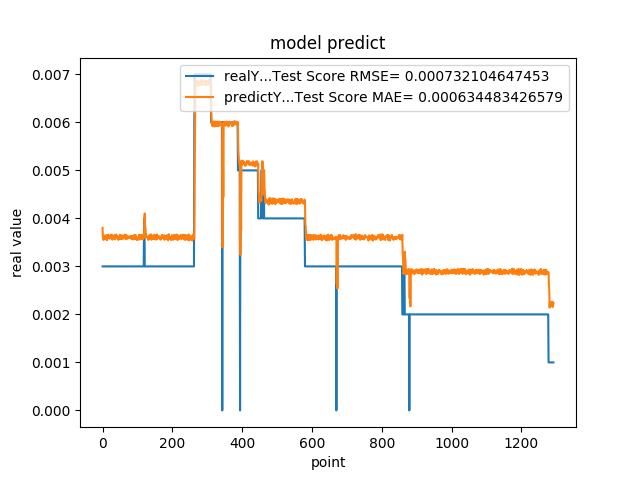 model predict
realY...Test Score RMSE= 0.000732104647453
predictY...Test Score MAE= 0.000634483426579
0.007
0.006
0.005
0.004
0.003
0.002
0.001
0.000
real value
0 200 400 600 800 1000 1200
point